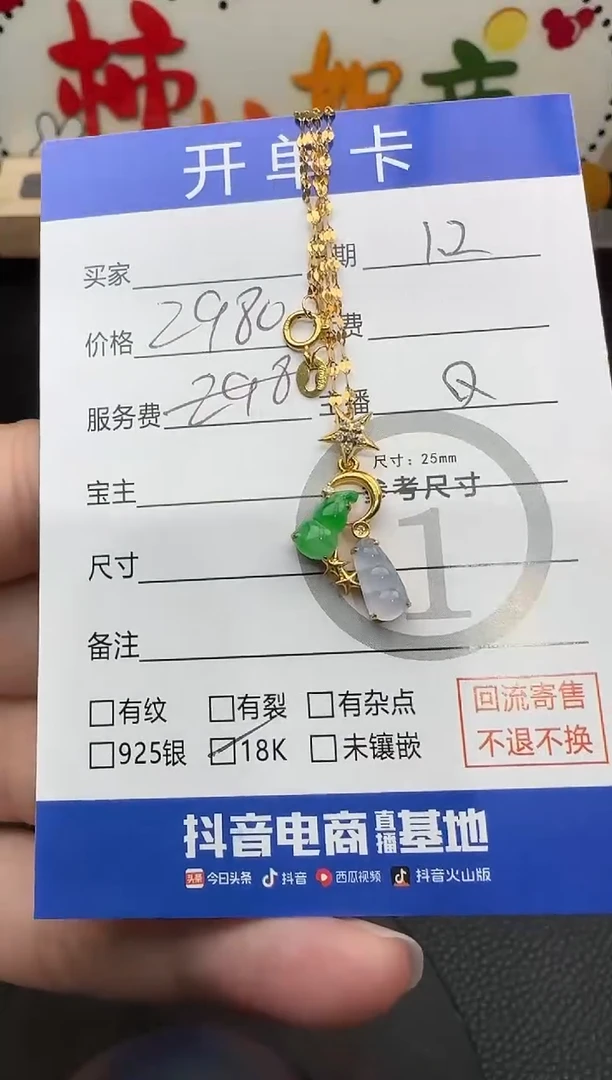 开单卡
买家
期 12
价格 2980
费
服务费 298
主播 Q
尺寸：25mm
宝主
参考尺寸
1
尺寸
备注
□有纹 □有裂 □有杂点
□925银 □18K □未镶嵌
回流寄售
不退不换
抖音电商直播基地
头条 今日头条 抖音 西瓜视频 抖音火山版